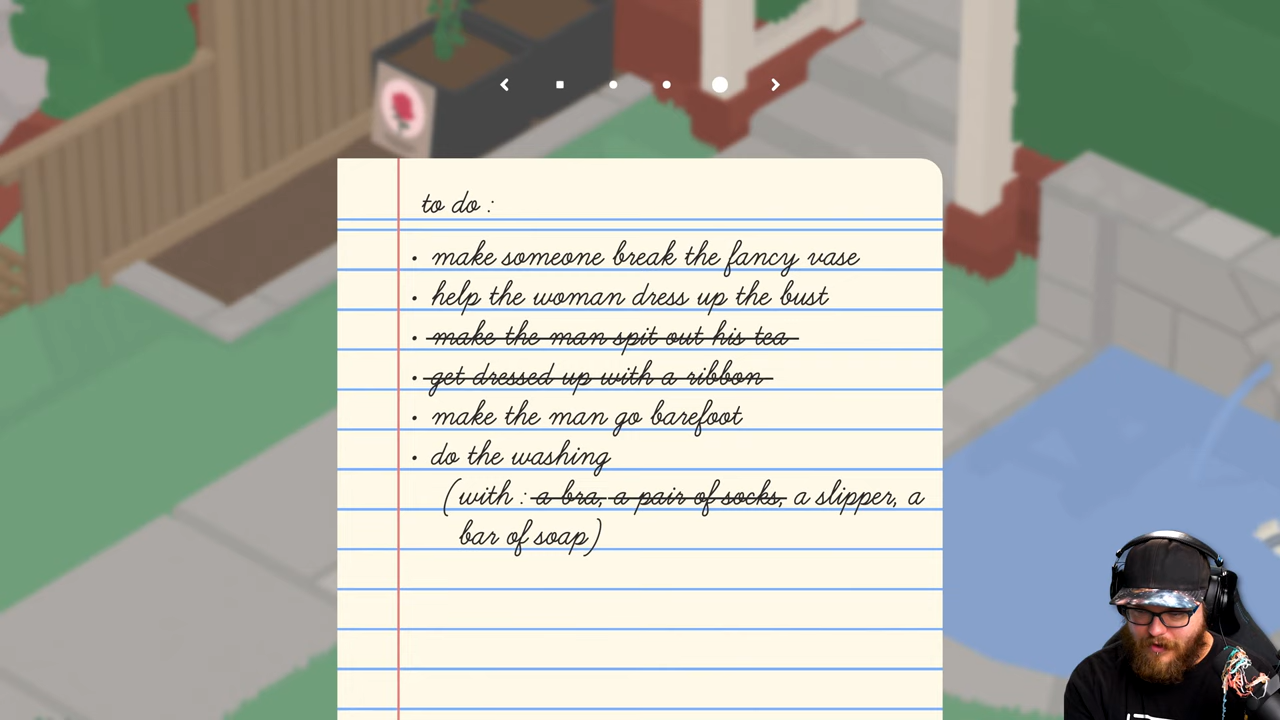 to do :
• make someone break the fancy vase
• help the woman dress up the bust
• make the man spit out his tea
• get dressed up with a ribbon
• make the man go barefoot
• do the washing
(with : a bra, a pair of socks, a slipper, a
bar of soap)